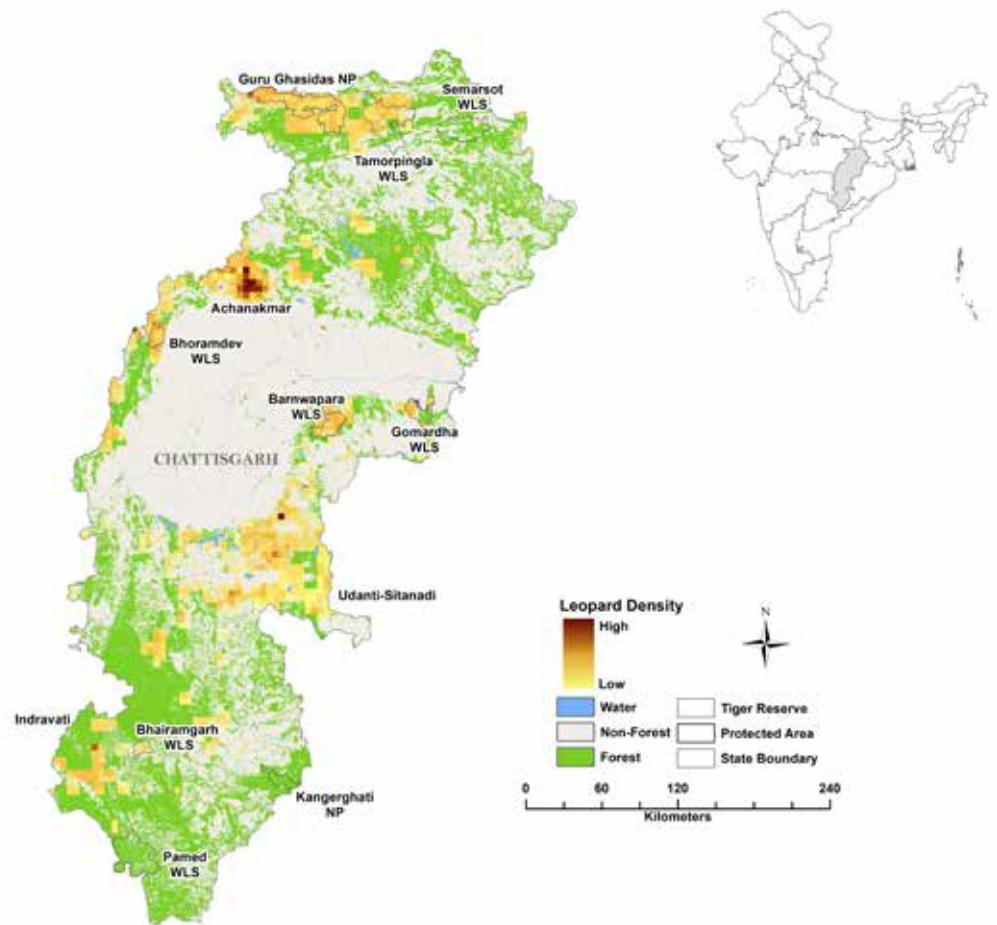 Guru Ghasidas NP
Semarsot
WLS
Tamorpingla
WLS
Achanakmar
Bhoramdev
WLS
Barnwapara
WLS
Gomardha
WLS
CHATTISGARH
Udanti-Sitanadi
Indravati
Bhairamgarh
WLS
Kangerghati
NP
Pamed
WLS
Leopard Density
High
Low
Water
Non-Forest
Forest
Tiger Reserve
Protected Area
State Boundary
N
0 60 120 240
Kilometers